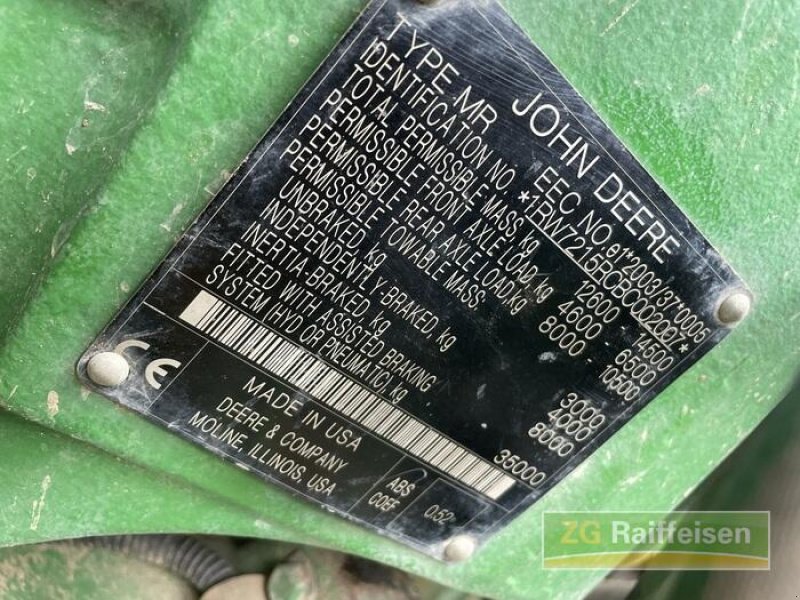 JOHN DEERE
TYPE MR EEC NO e1*2003/37*0005
IDENTIFICATION NO. *1RW7215
TOTAL PERMISSIBLE MASS, kg 12600 -
PERMISSIBLE FRONT AXLE LOAD, kg 4600 - 6500
PERMISSIBLE REAR AXLE LOAD, kg 8000 - 10500
PERMISSIBLE TOWABLE MASS:
UNBRAKED, kg 3000
INDEPENDENTLY BRAKED, kg 4000
INERTIA BRAKED, kg 8000
FITTED WITH ASSISTED BRAKING
SYSTEM (HYD OR PNEUMATIC), kg 35000
CE
MADE IN USA
DEERE & COMPANY
MOLINE, ILLINOIS, USA
ABS
COEF 0.52
ZG Raiffeisen